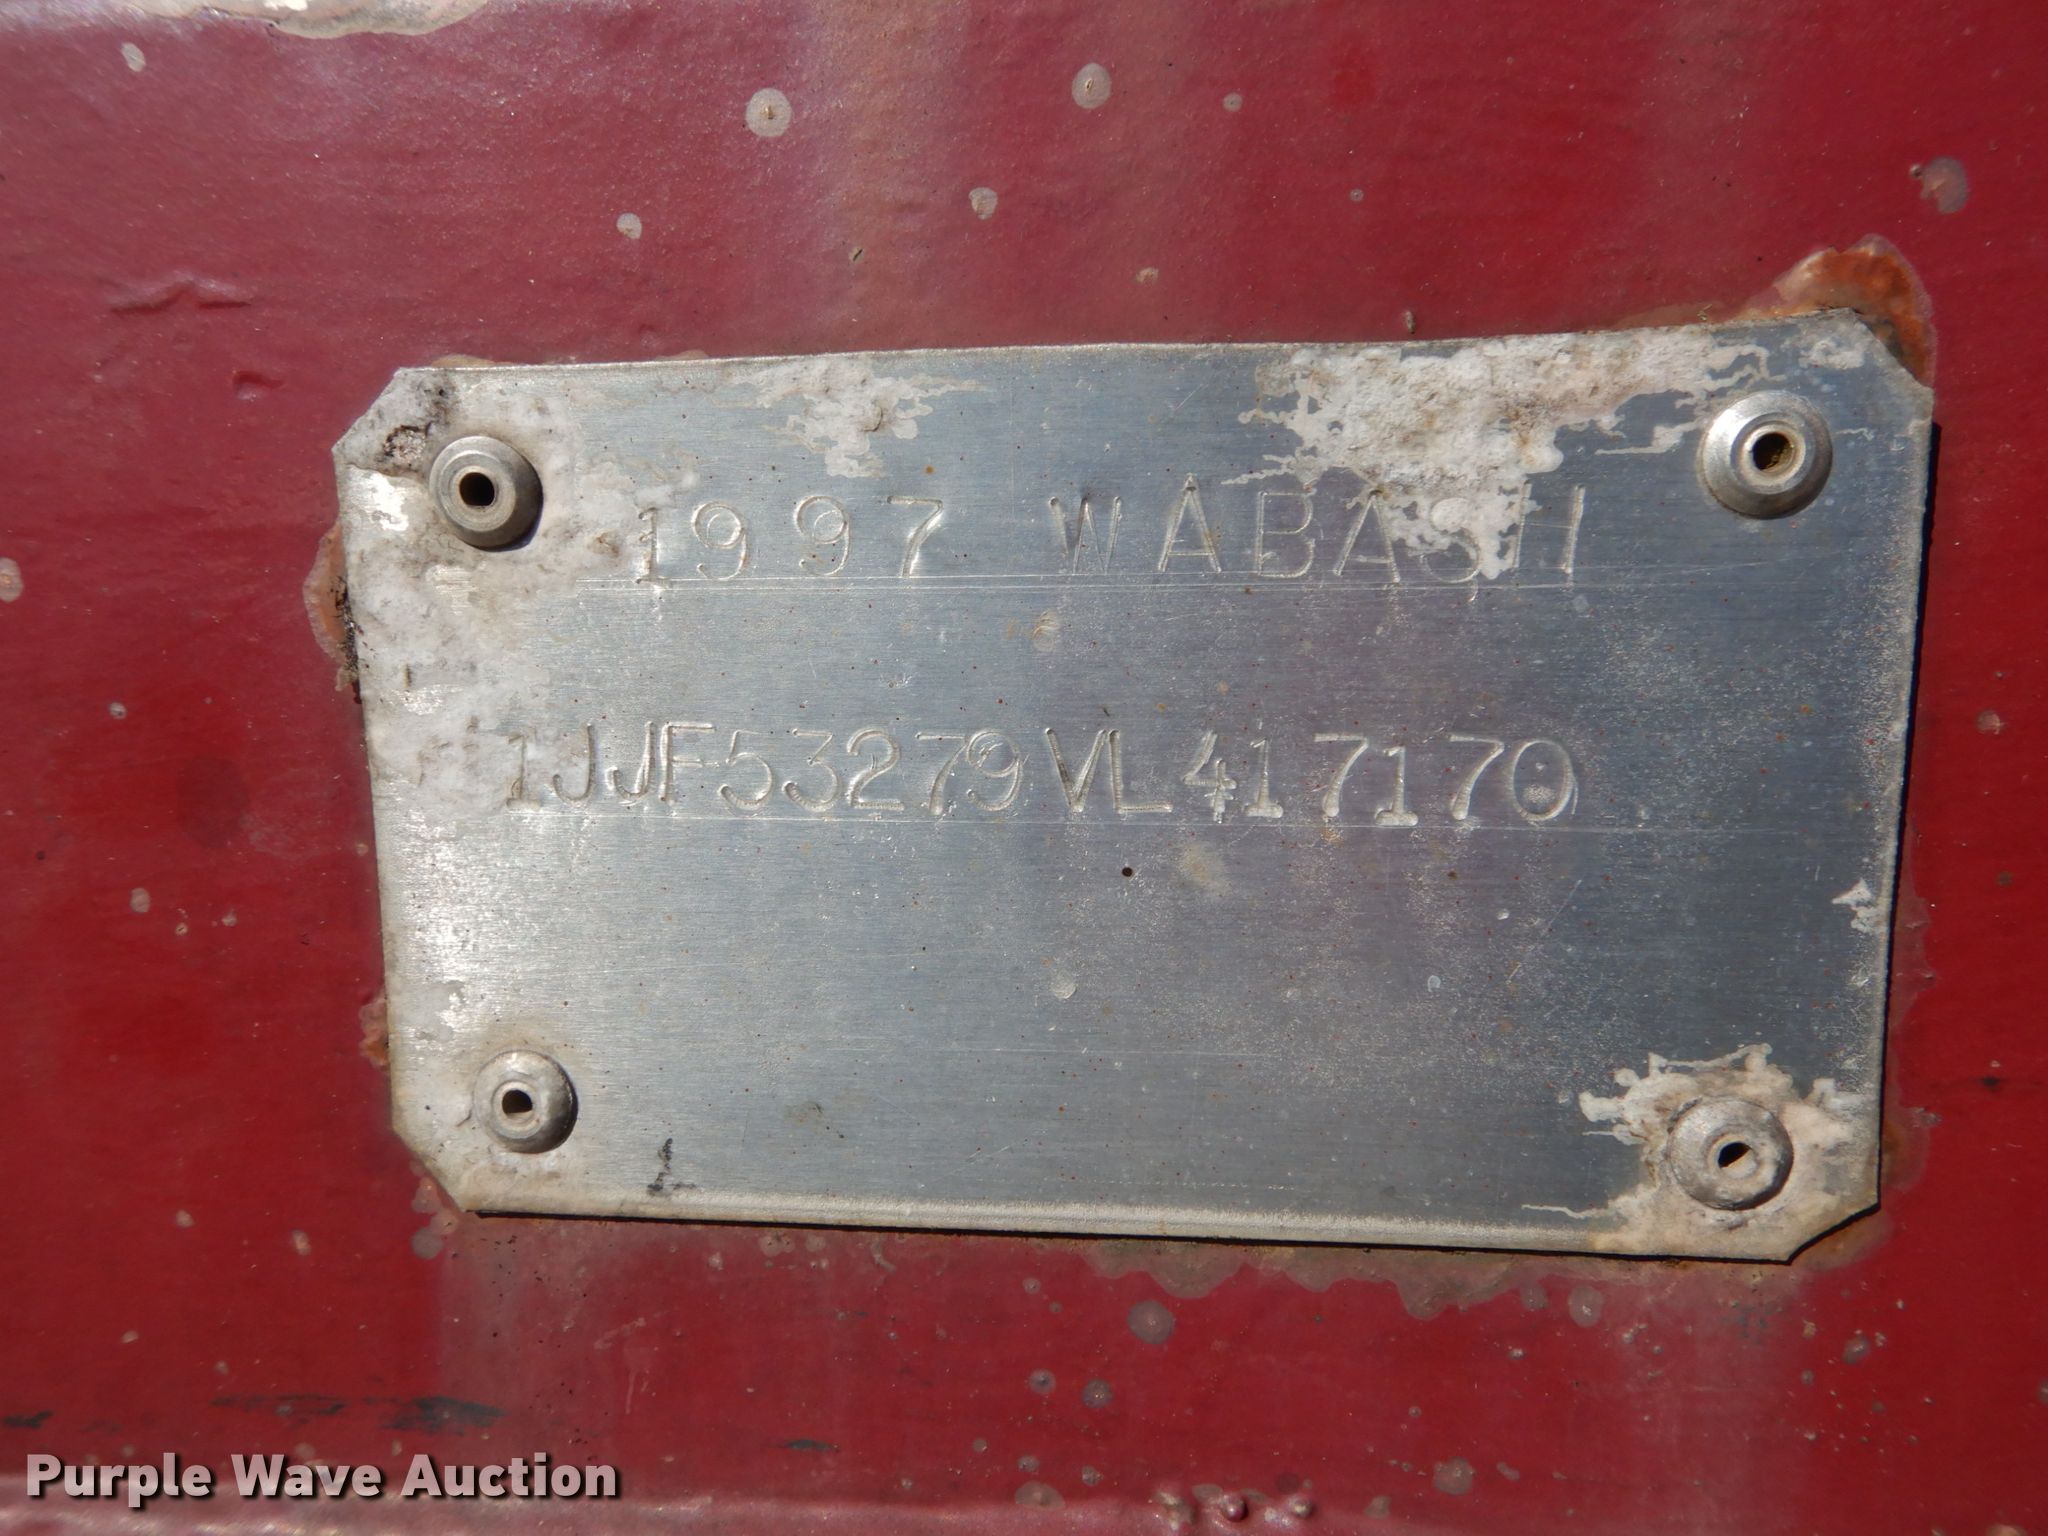 1997 WABASH
1JJF53279VL417170
Purple Wave Auction